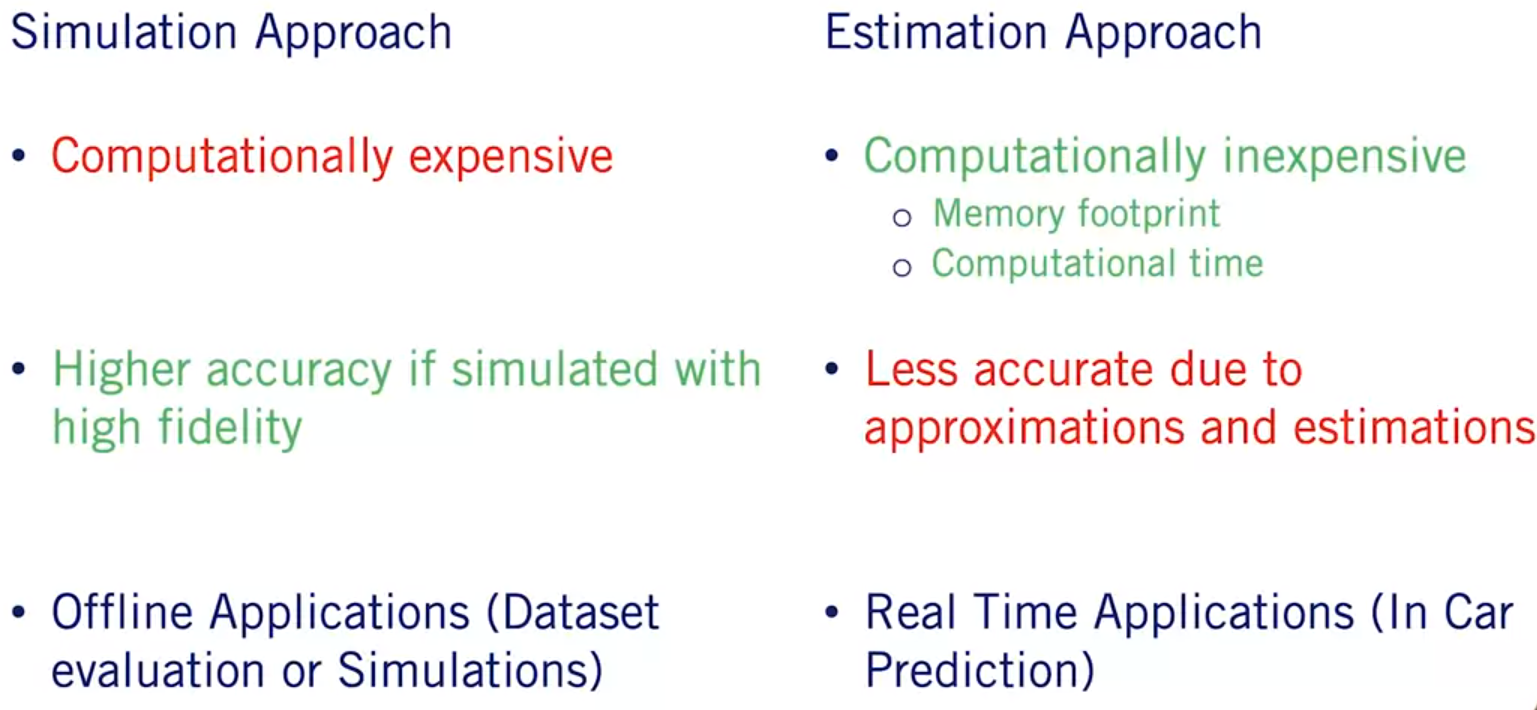 Simulation Approach
• Computationally expensive
• Higher accuracy if simulated with
high fidelity
• Offline Applications (Dataset
evaluation or Simulations)
Estimation Approach
• Computationally inexpensive
o Memory footprint
o Computational time
• Less accurate due to
approximations and estimations
• Real Time Applications (In Car
Prediction)